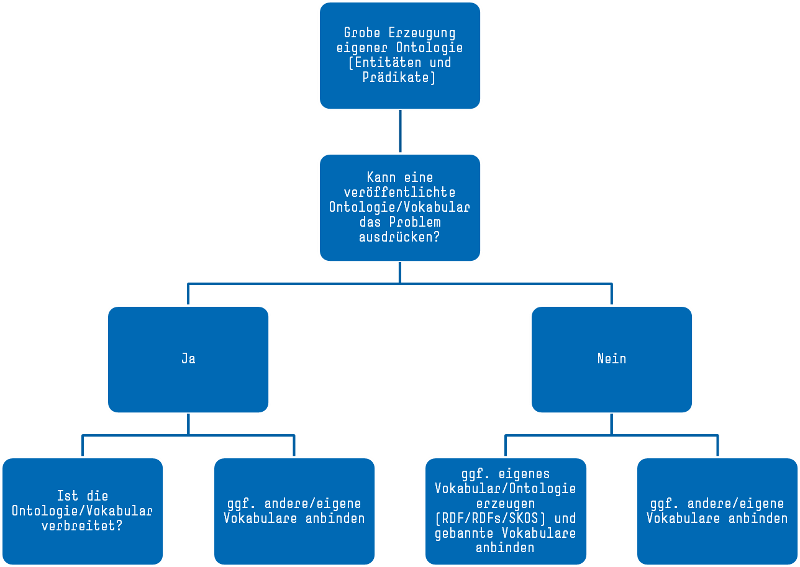 Grobe Erzeugung
eigener Ontologie
(Entitäten und
Prädikate)
Kann eine
veröffentlichte
Ontologie/Vokabular
das Problem
ausdrücken?
Ja
Nein
Ist die
Ontologie/Vokabular
verbreitet?
ggf. andere/eigene
Vokabulare anbinden
ggf. eigenes
Vokabular/Ontologie
erzeugen
(RDF/RDFs/SKOS) und
gebannte Vokabulare
anbinden
ggf. andere/eigene
Vokabulare anbinden